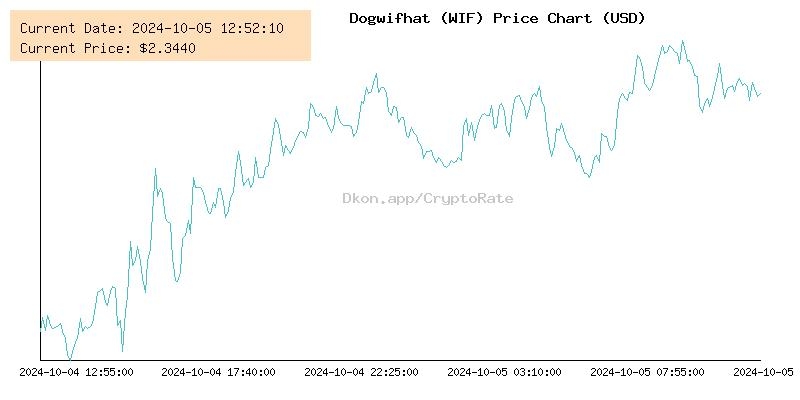 Dogwifhat (WIF) Price Chart (USD)
Current Date: 2024-10-05 12:52:10
Current Price: $2.3440
Dkon.app/CryptoRate
2024-10-04 12:55:00 2024-10-04 17:40:00 2024-10-04 22:25:00 2024-10-05 03:10:00 2024-10-05 07:55:00 2024-10-05